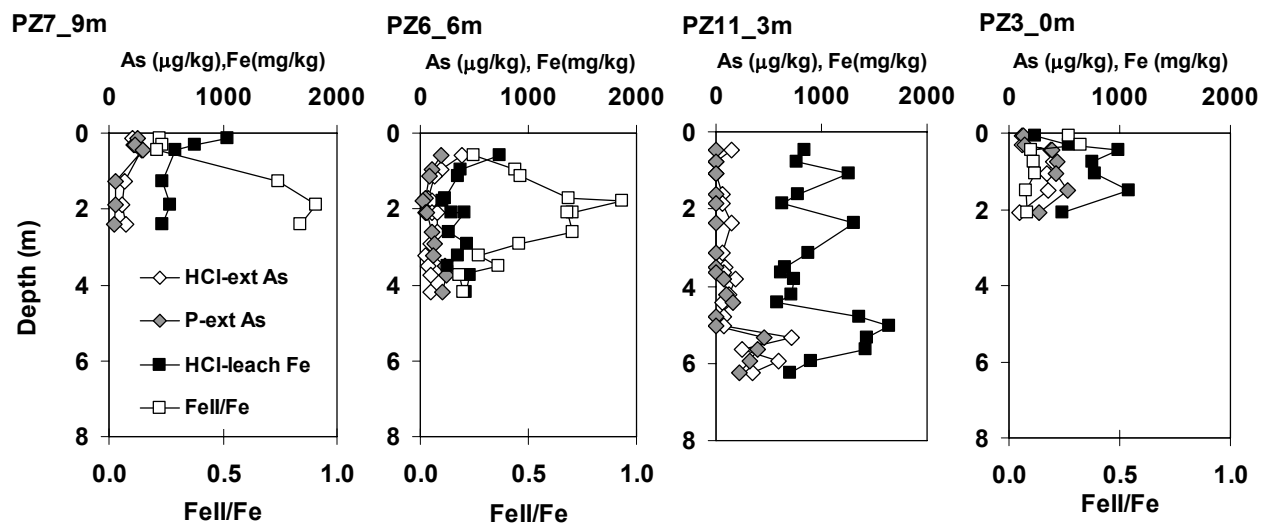 PZ7_9m
PZ6_6m
PZ11_3m
PZ3_0m
As (µg/kg),Fe(mg/kg)
As (µg/kg), Fe(mg/kg)
As (µg/kg), Fe(mg/kg)
As (µg/kg), Fe (mg/kg)
0 1000 2000
0 1000 2000
0 1000 2000
0 1000 2000
Depth (m)
0
2
4
6
8
HCl-ext As
P-ext As
HCl-leach Fe
FeII/Fe
0
2
4
6
8
0
2
4
6
8
0
2
4
6
8
0.0 0.5 1.0
0.0 0.5 1.0
0.0 0.5 1.0
FeII/Fe
FeII/Fe
FeII/Fe